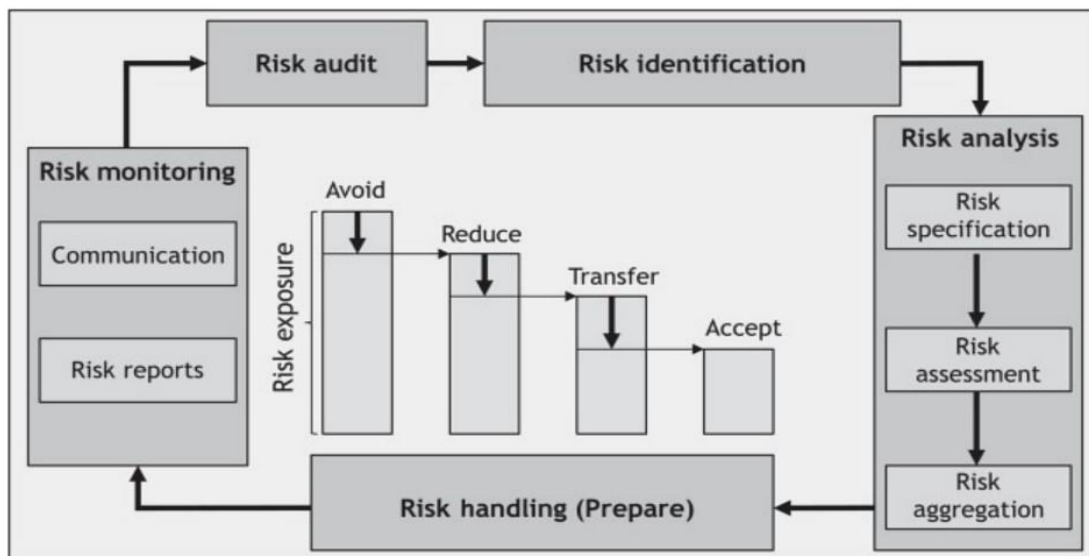 Risk audit
Risk identification
Risk analysis
Risk
specification
Risk
assessment
Risk
aggregation
Risk monitoring
Communication
Risk reports
Risk exposure
Avoid
Reduce
Transfer
Accept
Risk handling (Prepare)